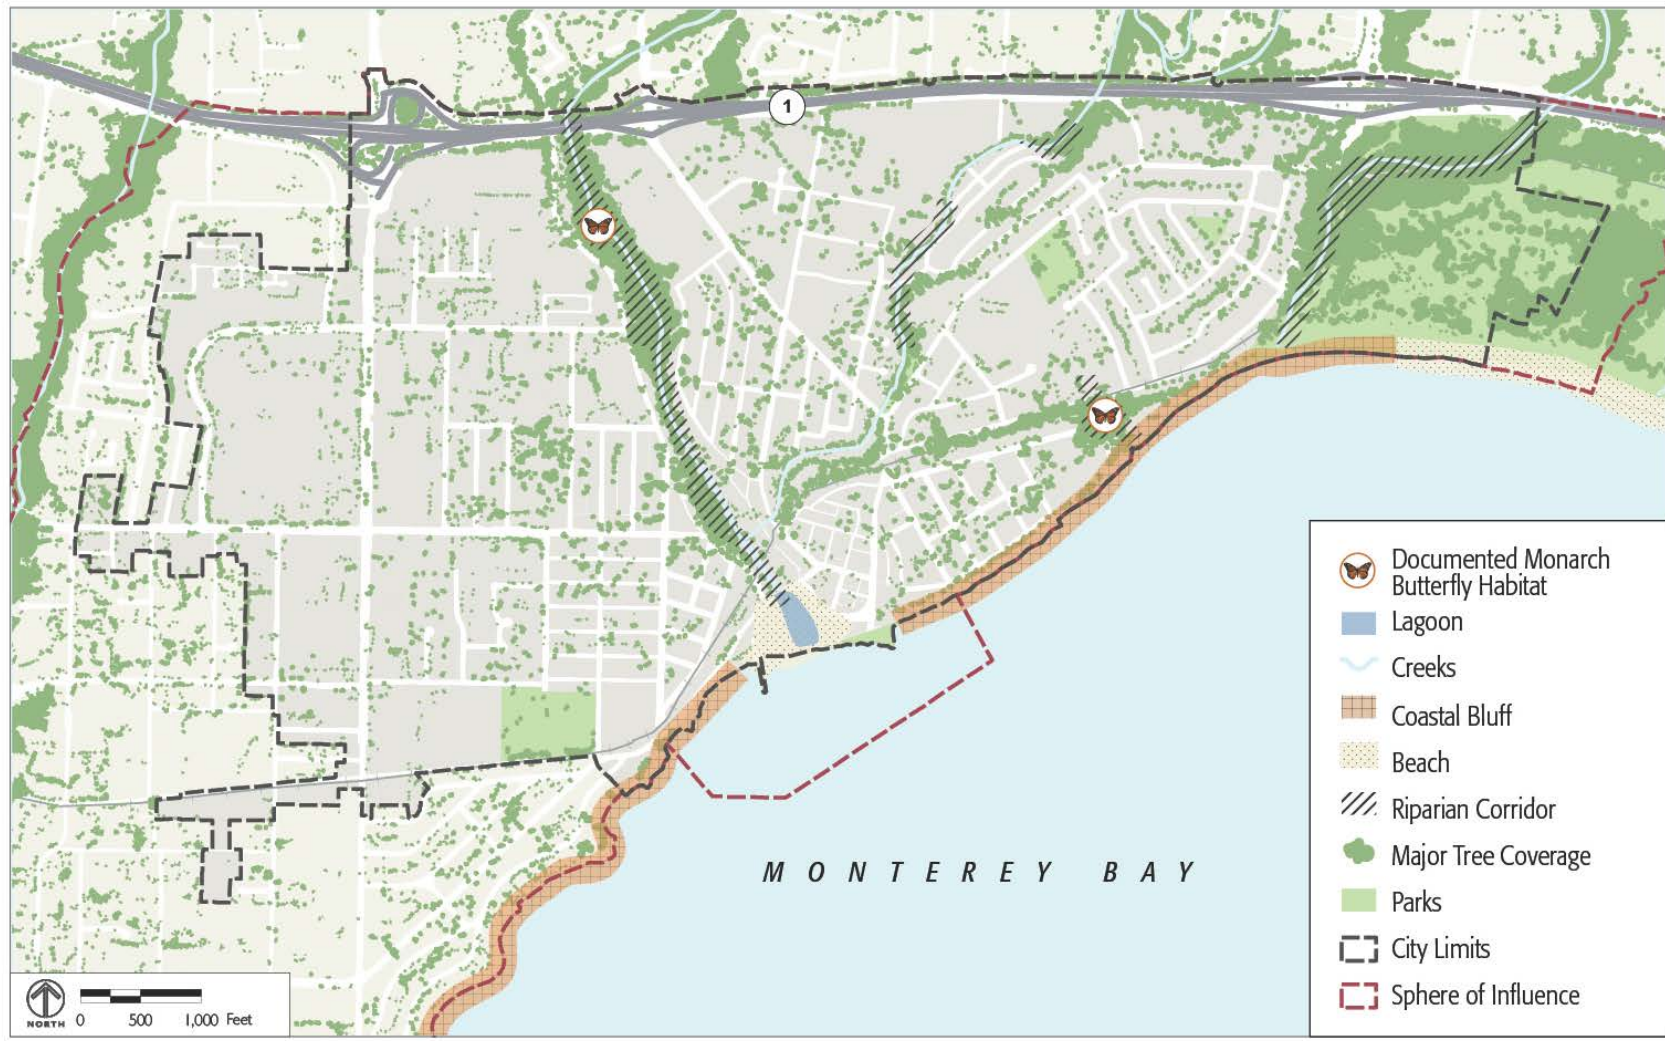 1
Documented Monarch
Butterfly Habitat
Lagoon
Creeks
Coastal Bluff
Beach
Riparian Corridor
Major Tree Coverage
Parks
City Limits
Sphere of Influence
MONTEREY BAY
NORTH
0 500 1,000 Feet